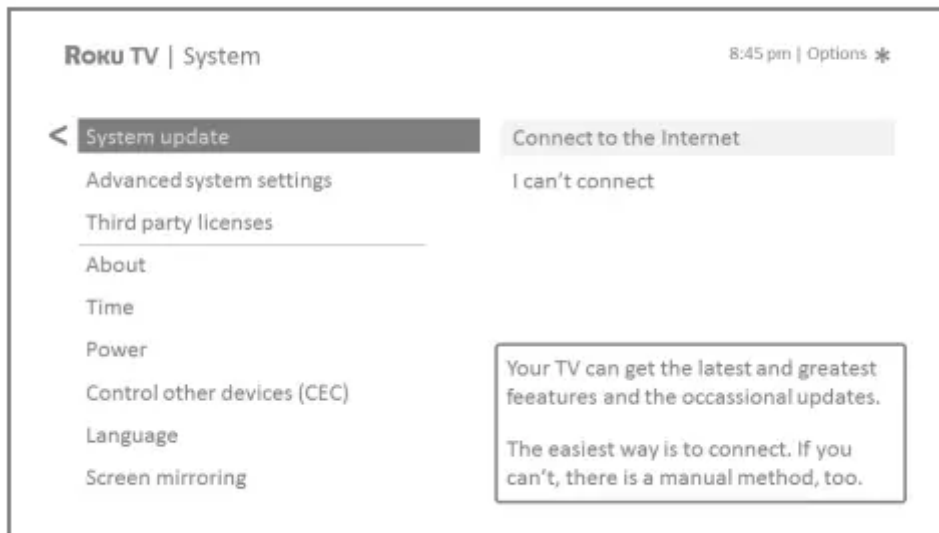 ROKU TV | System
8:45 pm | Options ✱
< System update
Advanced system settings
Third party licenses
About
Time
Power
Control other devices (CEC)
Language
Screen mirroring
Connect to the Internet
I can't connect
Your TV can get the latest and greatest
feeatures and the occassional updates.
The easiest way is to connect. If you
can't, there is a manual method, too.